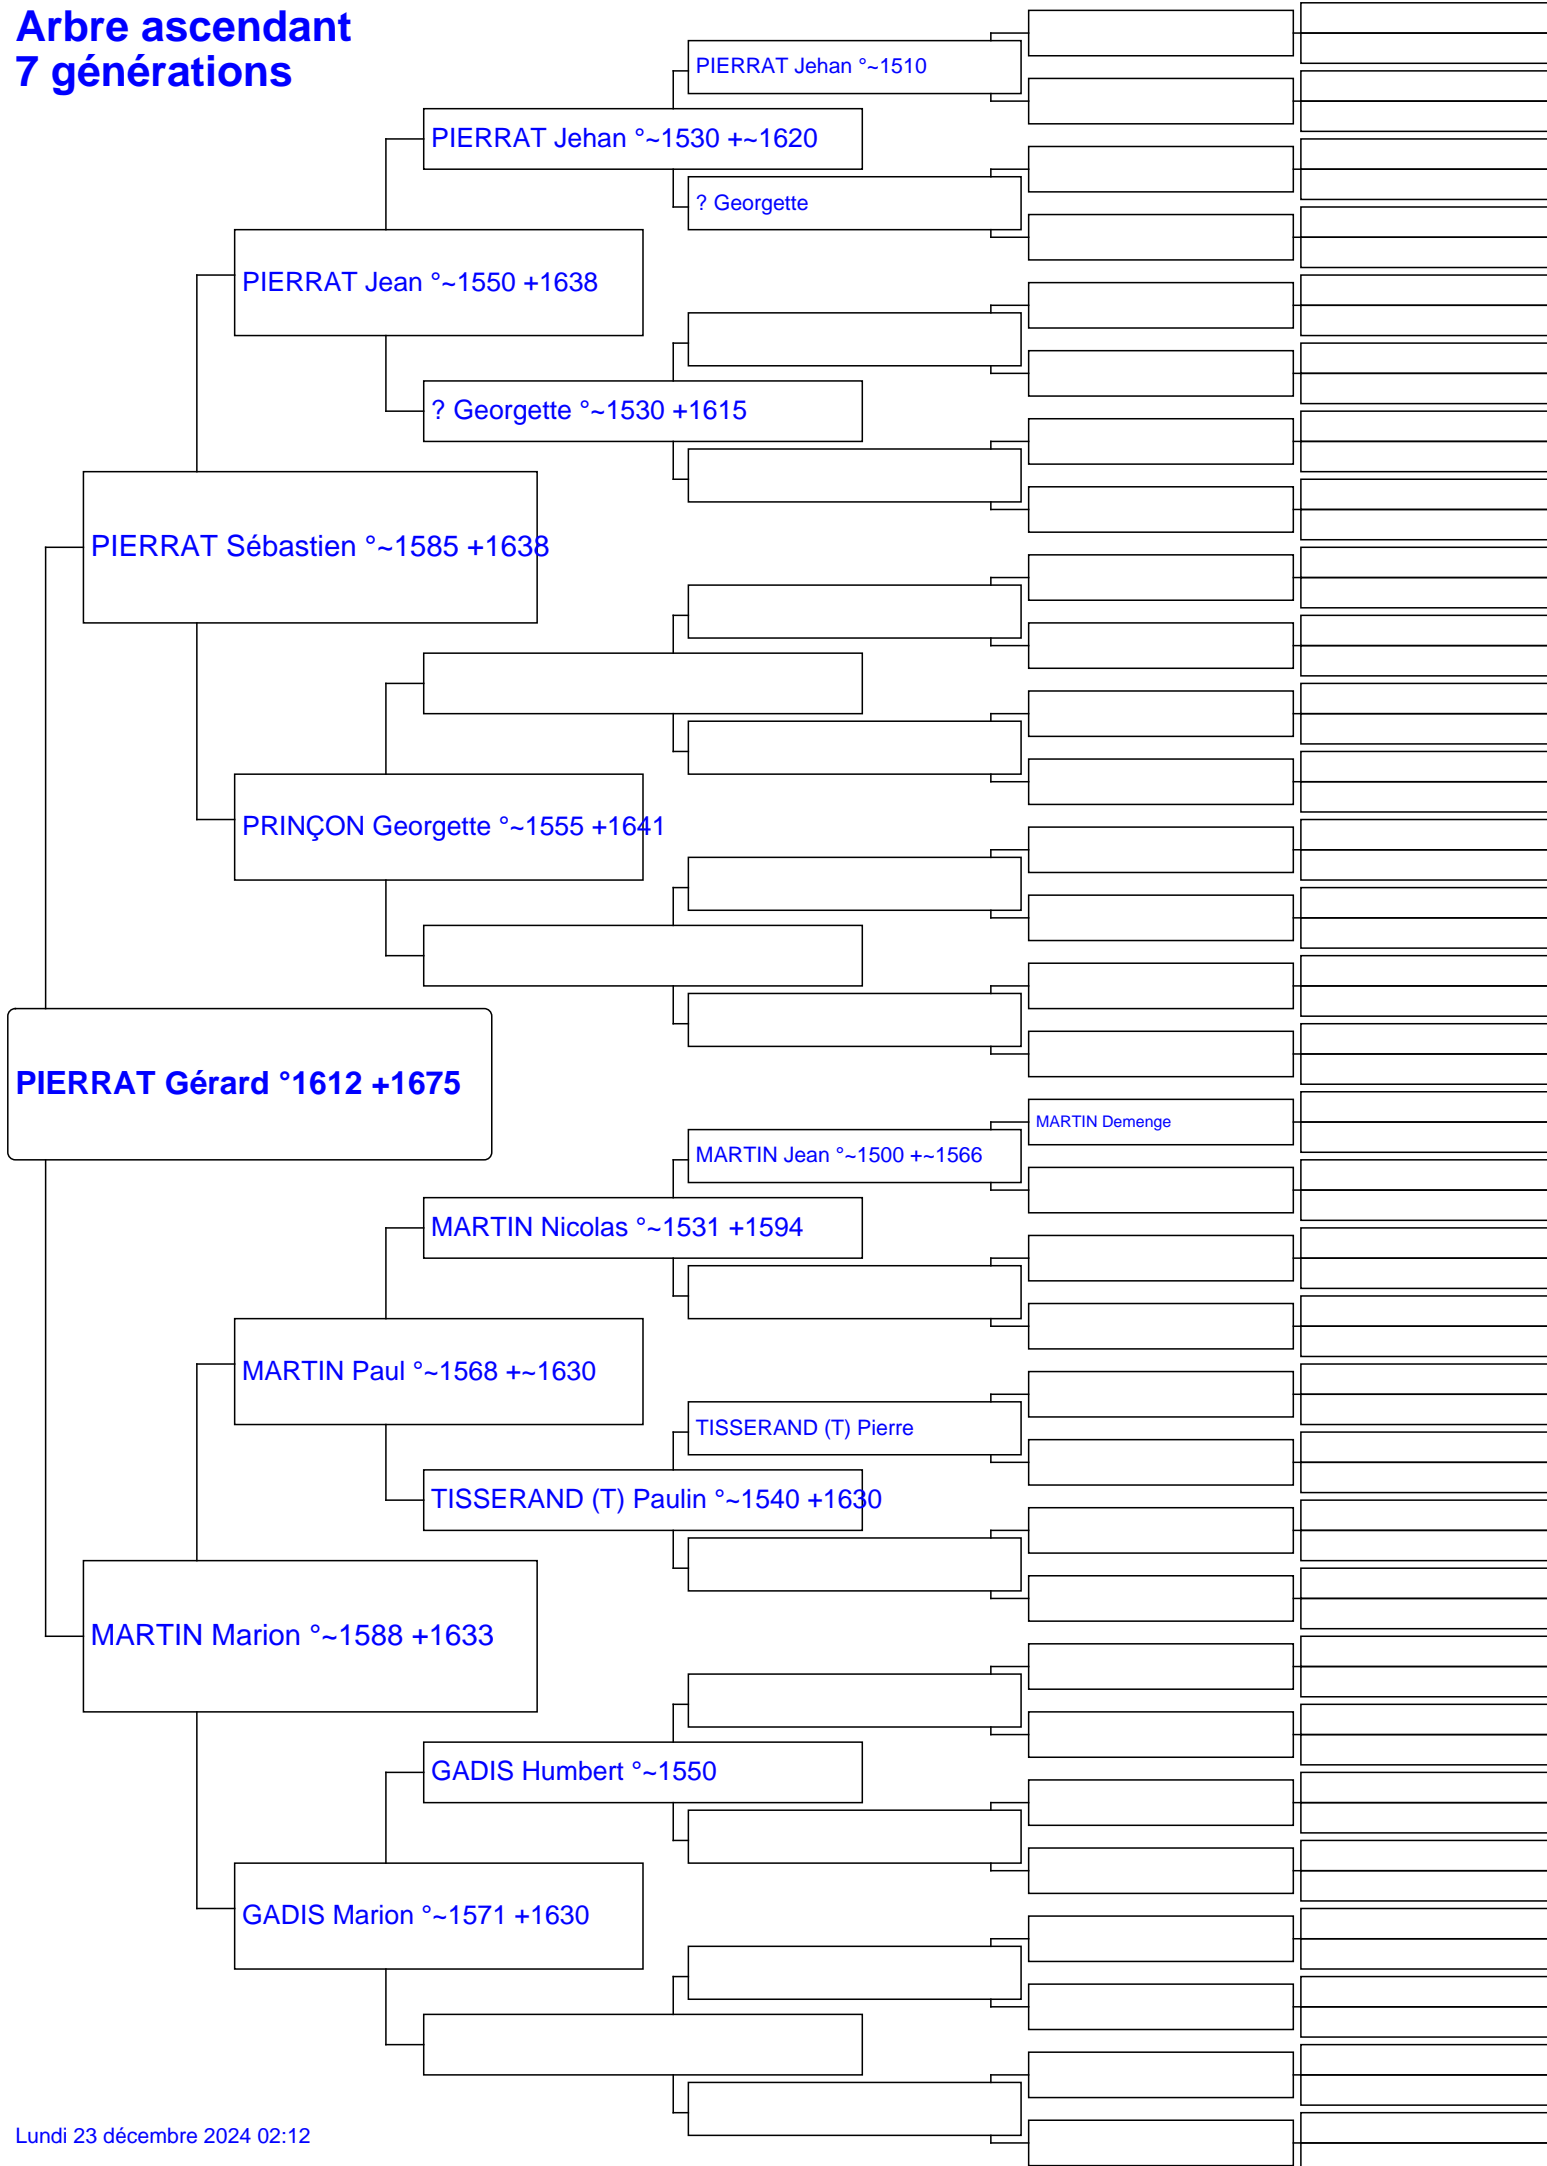 Arbre ascendant
7 générations
PIERRAT Jehan °~1510
PIERRAT Jehan °~1530 +~1620
? Georgette
PIERRAT Jean °~1550 +1638
? Georgette °~1530 +1615
PIERRAT Sébastien °~1585 +1638
PRINÇON Georgette °~1555 +1641
PIERRAT Gérard °1612 +1675
MARTIN Demenge
MARTIN Jean °~1500 +~1566
MARTIN Nicolas °~1531 +1594
MARTIN Paul °~1568 +~1630
TISSERAND (T) Pierre
TISSERAND (T) Paulin °~1540 +1630
MARTIN Marion °~1588 +1633
GADIS Humbert °~1550
GADIS Marion °~1571 +1630
Lundi 23 décembre 2024 02:12